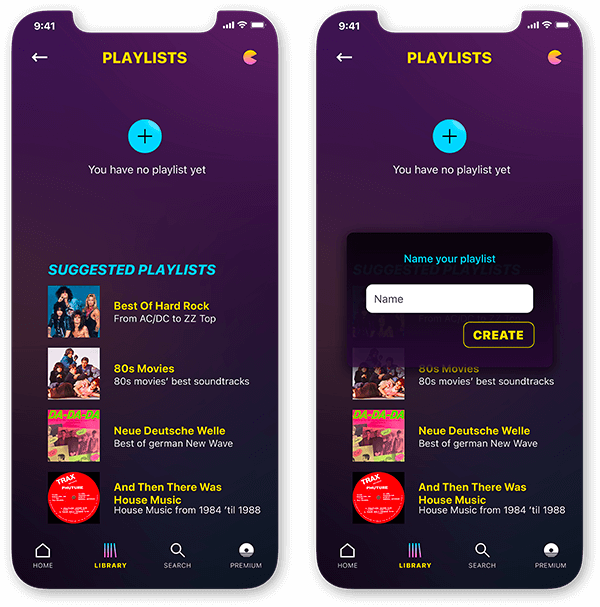 9:41
PLAYLISTS
You have no playlist yet
SUGGESTED PLAYLISTS
Best Of Hard Rock
From AC/DC to ZZ Top
80s Movies
80s movies’ best soundtracks
DA-DA-DA
Neue Deutsche Welle
Best of german New Wave
TRAX
PHUTURE
And Then There Was
House Music
House Music from 1984 ‘til 1988
HOME
LIBRARY
SEARCH
PREMIUM
9:41
PLAYLISTS
You have no playlist yet
SUGGESTED PLAYLISTS
Name your playlist
Name
CREATE
80s Movies
80s movies’ best soundtracks
DA-DA-DA
Neue Deutsche Welle
Best of german New Wave
TRAX
PHUTURE
And Then There Was
House Music
House Music from 1984 ‘til 1988
HOME
LIBRARY
SEARCH
PREMIUM